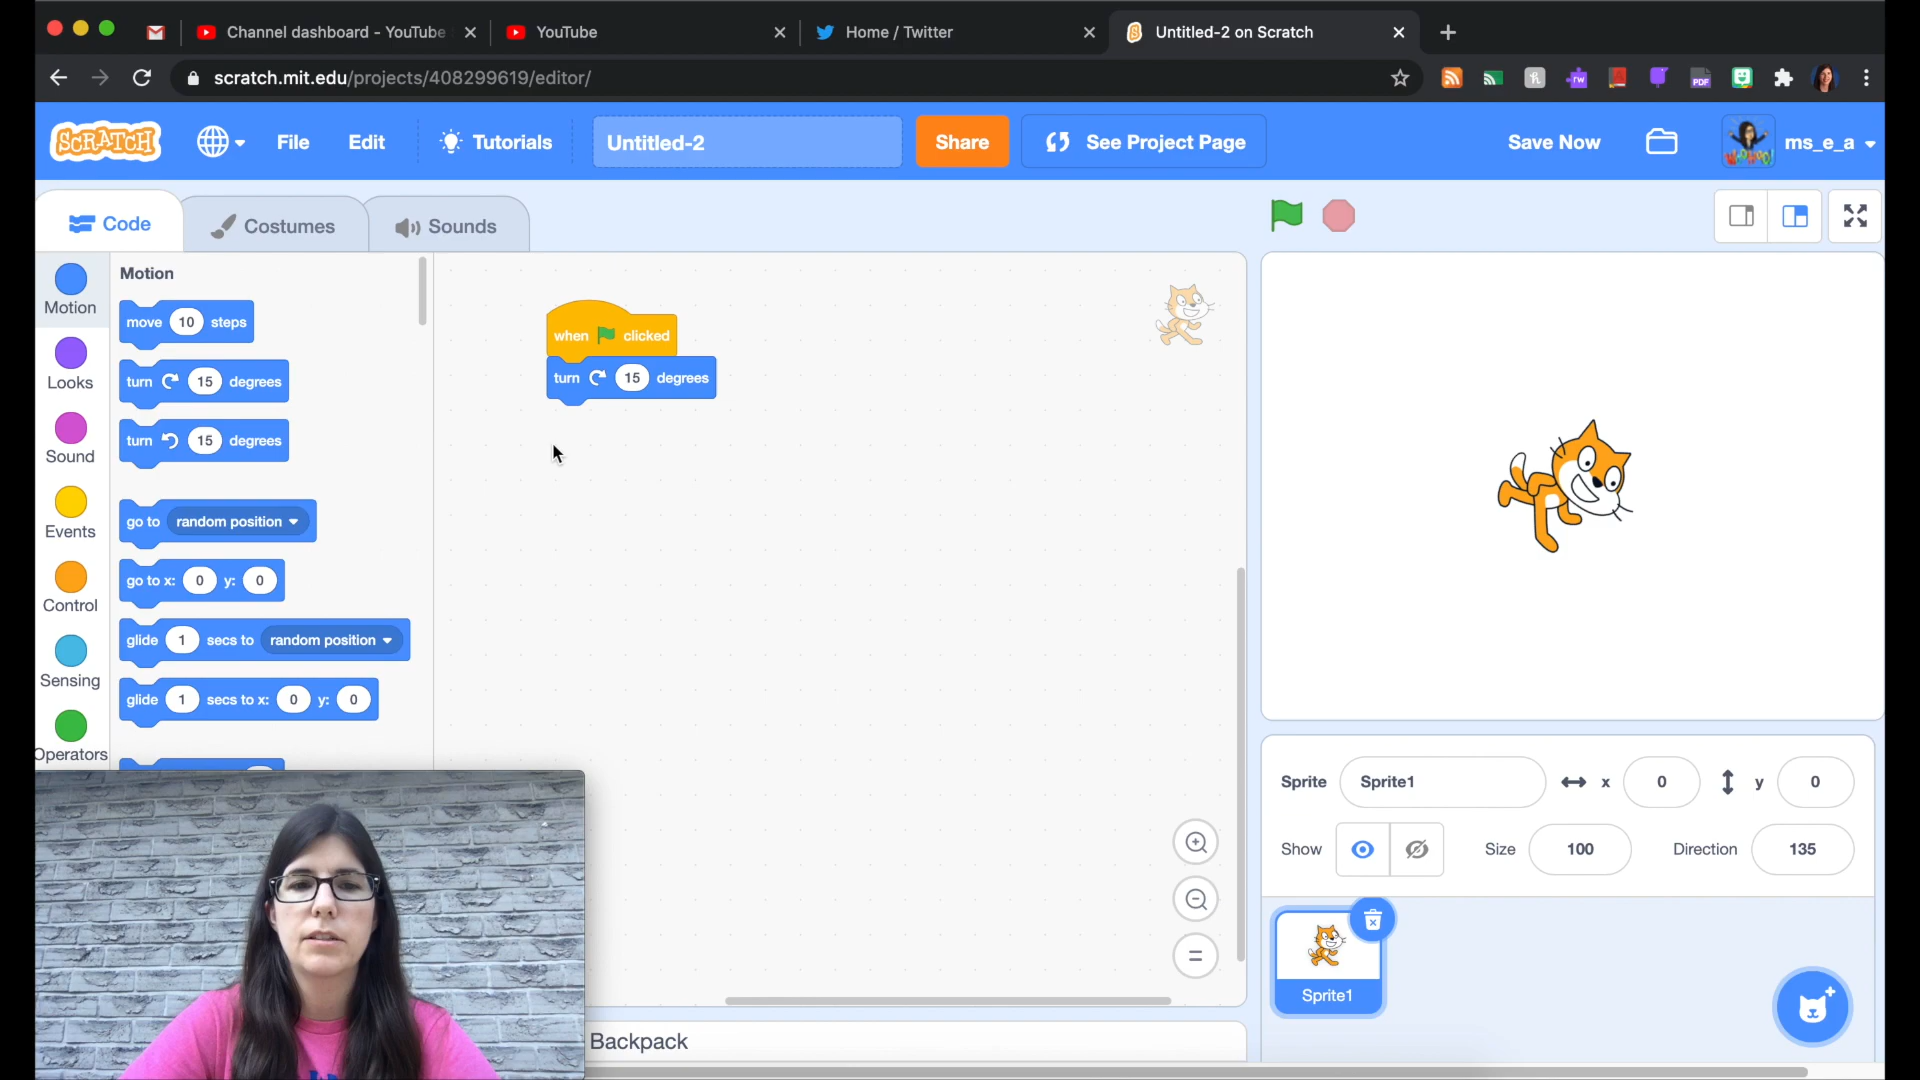 Channel dashboard - YouTube
YouTube
Home / Twitter
Untitled-2 on Scratch
scratch.mit.edu/projects/408299619/editor/
rw
h
PDF
SCRATCH
File
Edit
Tutorials
Untitled-2
Share
See Project Page
Save Now
ms_e_a
Code
Costumes
Sounds
Motion
Looks
Sound
Events
Control
Sensing
Operators
Motion
move 10 steps
turn 15 degrees
turn 15 degrees
go to random position
go to x: 0 y: 0
glide 1 secs to random position
glide 1 secs to x: 0 y: 0
when clicked
turn 15 degrees
Backpack
Sprite Sprite1 x 0 y 0
Show Size 100 Direction 135
Sprite1